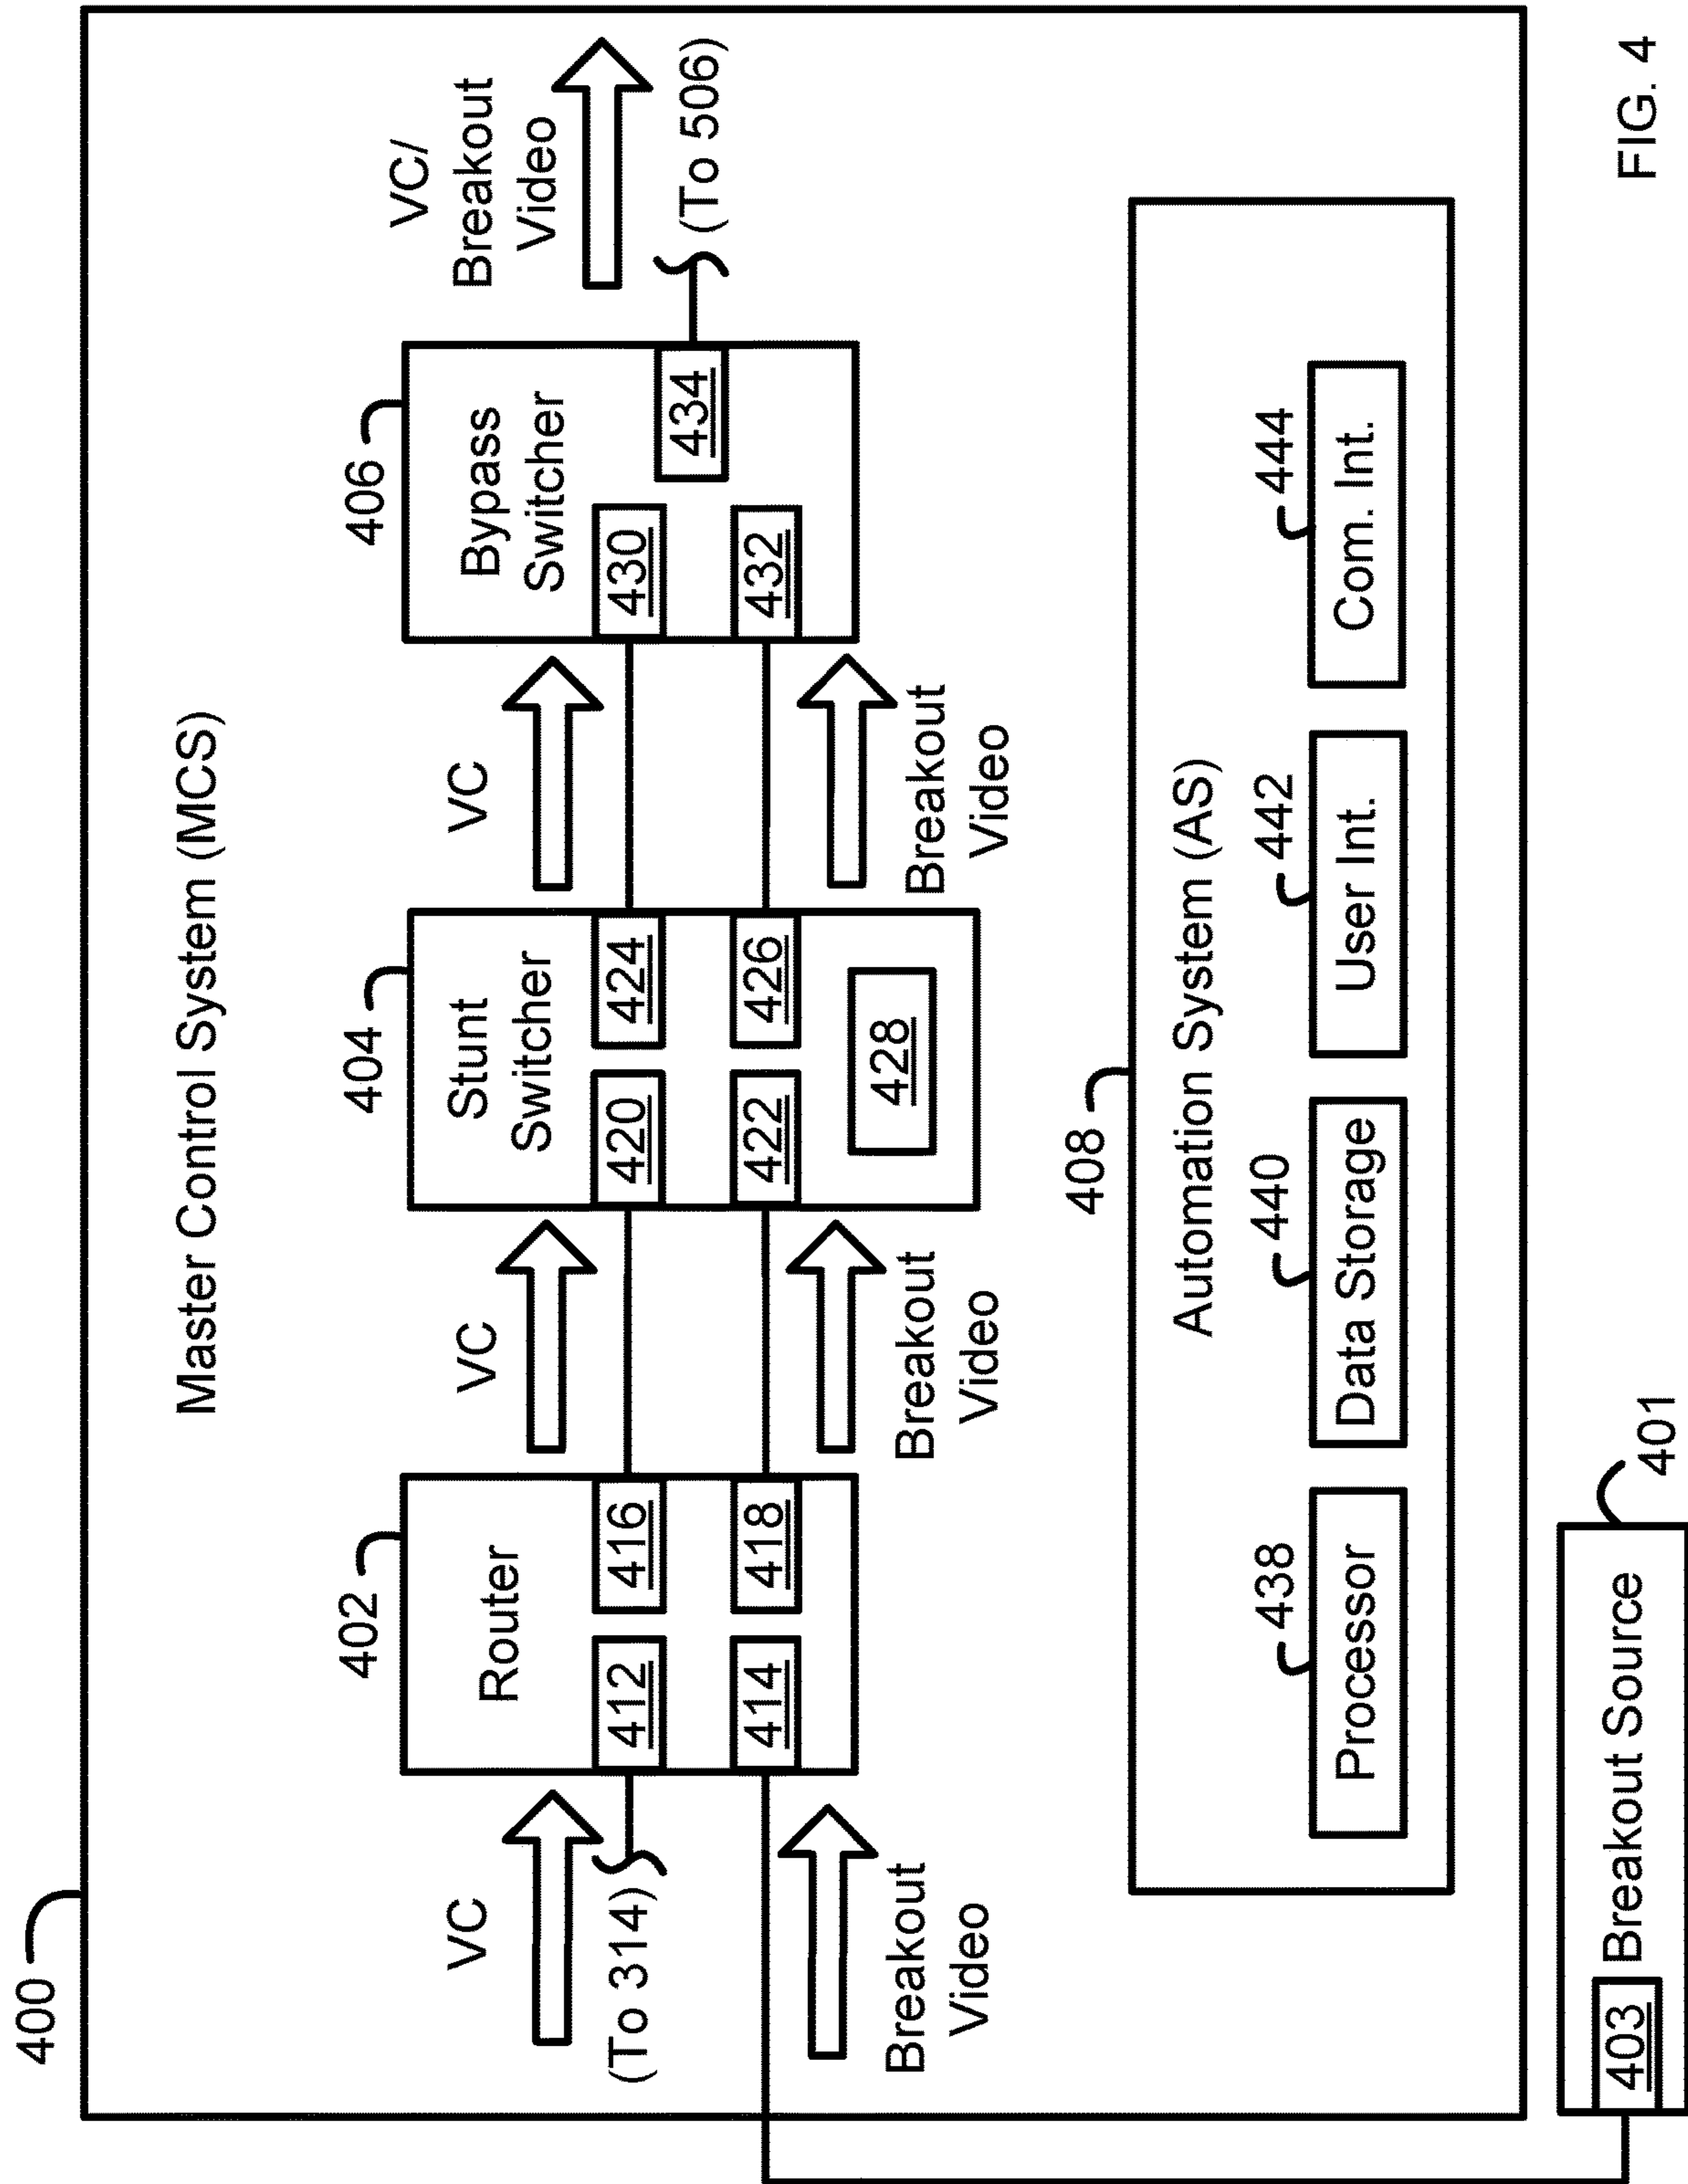 400
Master Control System (MCS)
VC
(To 314)
Breakout
Video
402
Router
412
416
414
418
VC
Breakout
Video
404
Stunt
Switcher
420
424
422
426
428
VC
Breakout
Video
406
Bypass
Switcher
430
434
432
VC/
Breakout
Video
(To 506)
408
Automation System (AS)
438
Processor
440
Data Storage
442
User Int.
444
Com. Int.
401
403
Breakout Source
FIG. 4